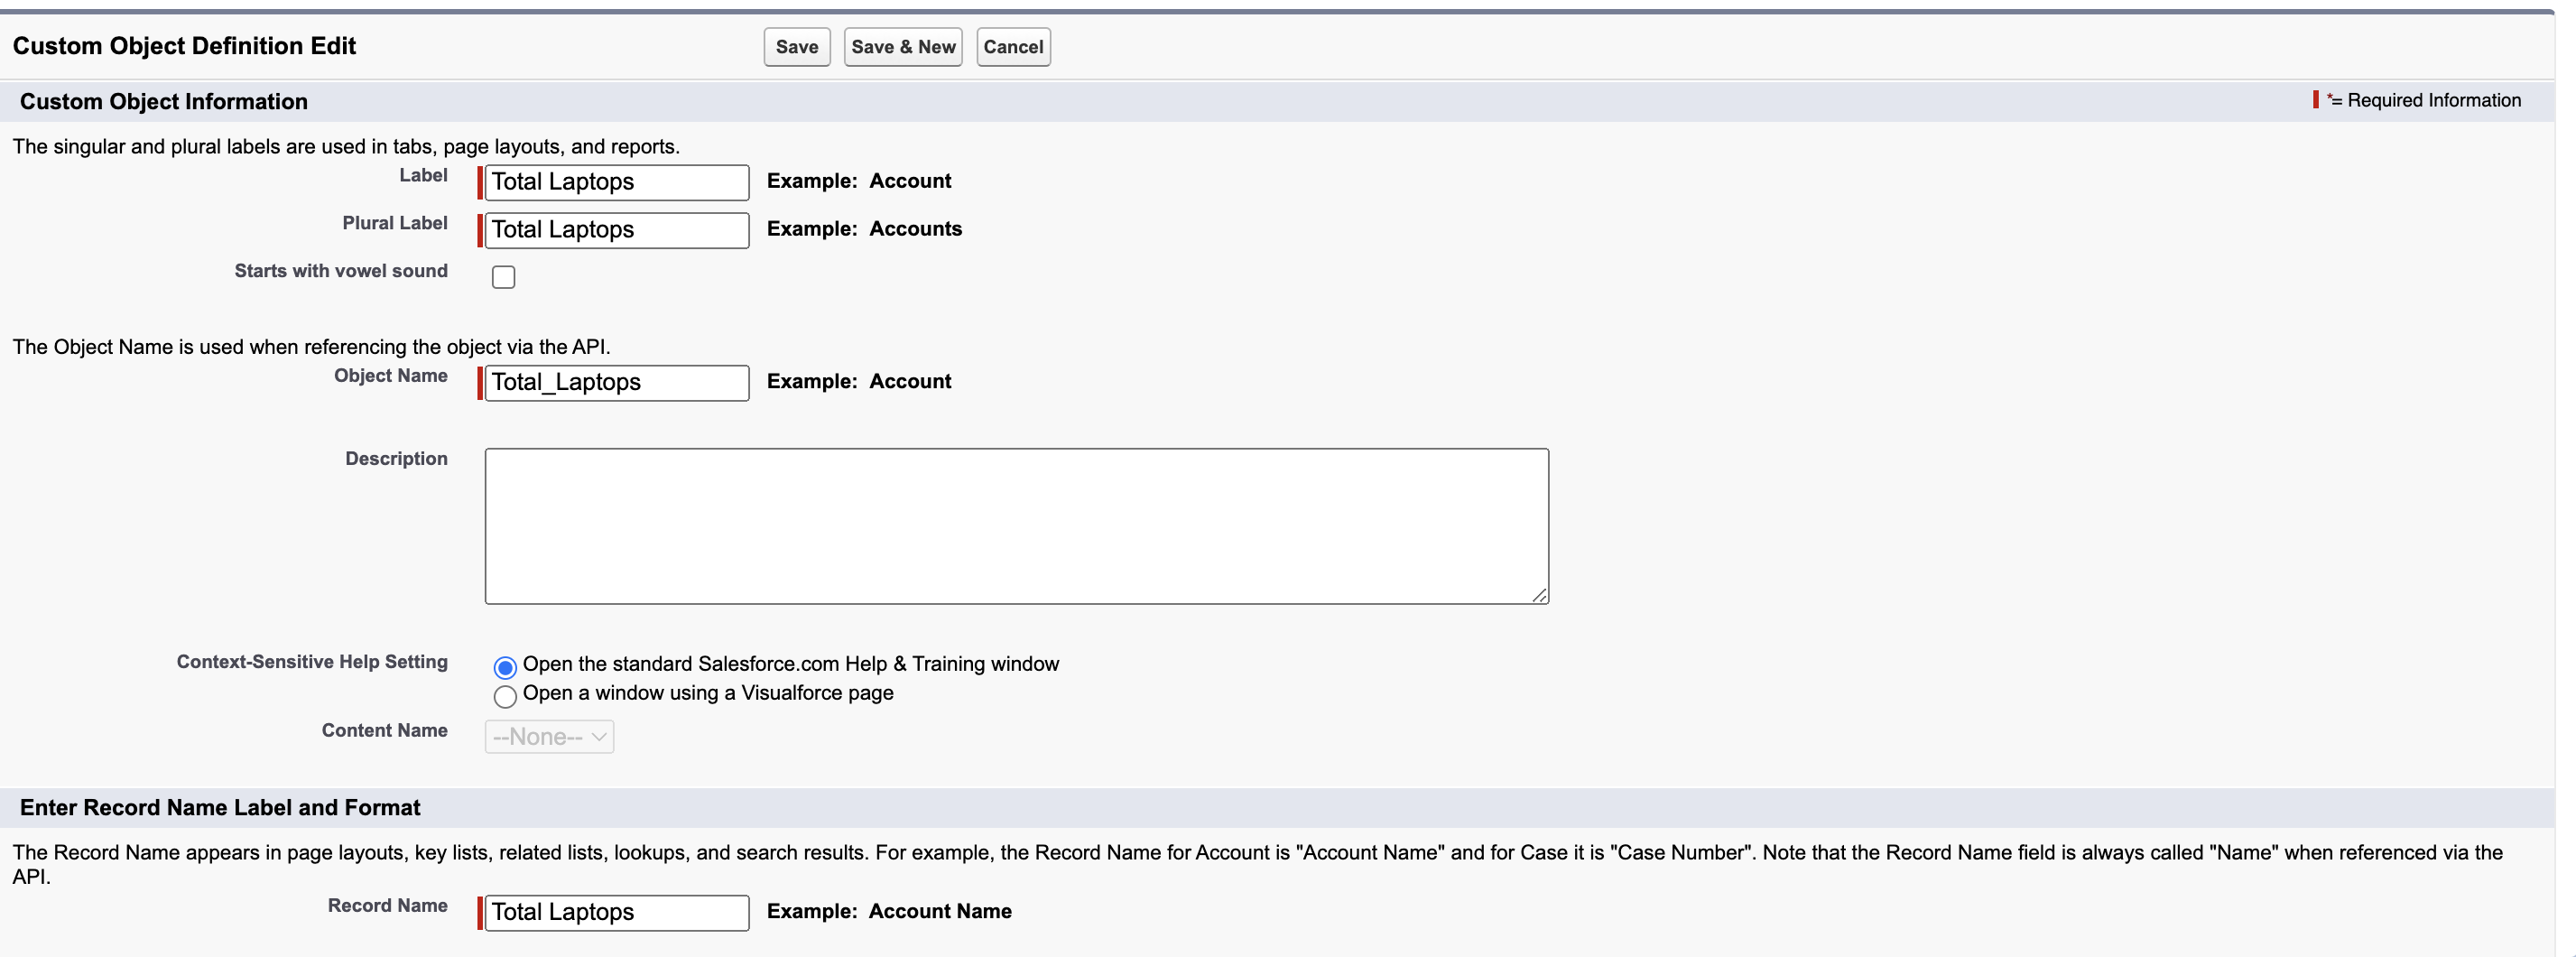 Custom Object Definition Edit
Save
Save & New
Cancel
Custom Object Information
*= Required Information
The singular and plural labels are used in tabs, page layouts, and reports.
Label
Total Laptops
Example: Account
Plural Label
Total Laptops
Example: Accounts
Starts with vowel sound
The Object Name is used when referencing the object via the API.
Object Name
Total_Laptops
Example: Account
Description
Context-Sensitive Help Setting
Open the standard Salesforce.com Help & Training window
Open a window using a Visualforce page
Content Name
--None--
Enter Record Name Label and Format
The Record Name appears in page layouts, key lists, related lists, lookups, and search results. For example, the Record Name for Account is "Account Name" and for Case it is "Case Number". Note that the Record Name field is always called "Name" when referenced via the
API.
Record Name
Total Laptops
Example: Account Name